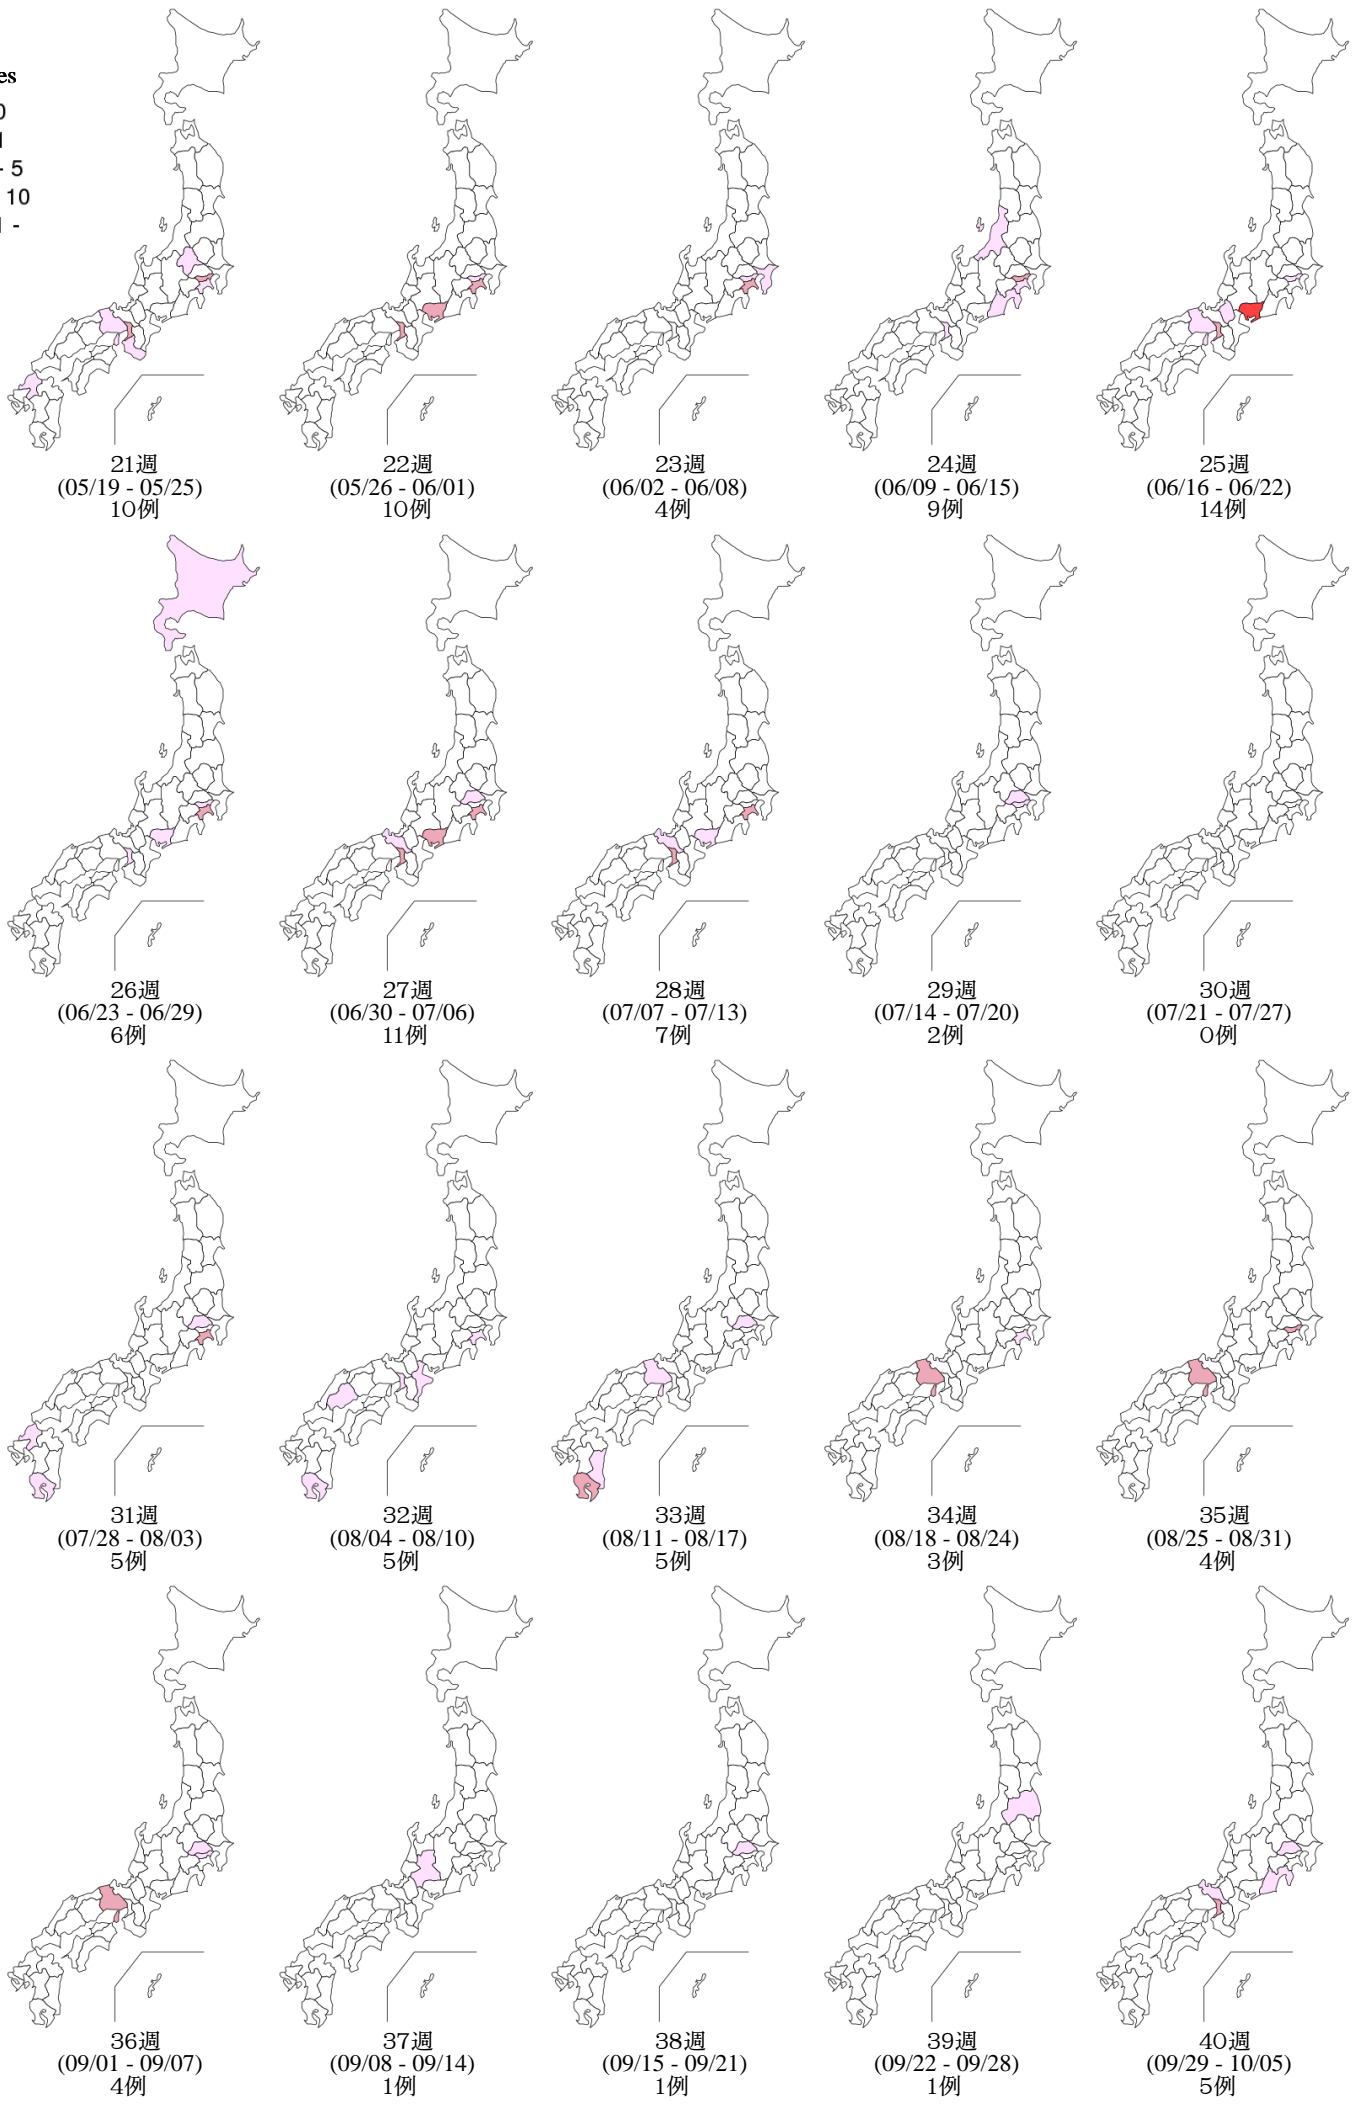 es
0
1
- 5
10
-
21週
(05/19 - 05/25)
10例
22週
(05/26 - 06/01)
10例
23週
(06/02 - 06/08)
4例
24週
(06/09 - 06/15)
9例
25週
(06/16 - 06/22)
14例
26週
(06/23 - 06/29)
6例
27週
(06/30 - 07/06)
11例
28週
(07/07 - 07/13)
7例
29週
(07/14 - 07/20)
2例
30週
(07/21 - 07/27)
0例
31週
(07/28 - 08/03)
5例
32週
(08/04 - 08/10)
5例
33週
(08/11 - 08/17)
5例
34週
(08/18 - 08/24)
3例
35週
(08/25 - 08/31)
4例
36週
(09/01 - 09/07)
4例
37週
(09/08 - 09/14)
1例
38週
(09/15 - 09/21)
1例
39週
(09/22 - 09/28)
1例
40週
(09/29 - 10/05)
5例